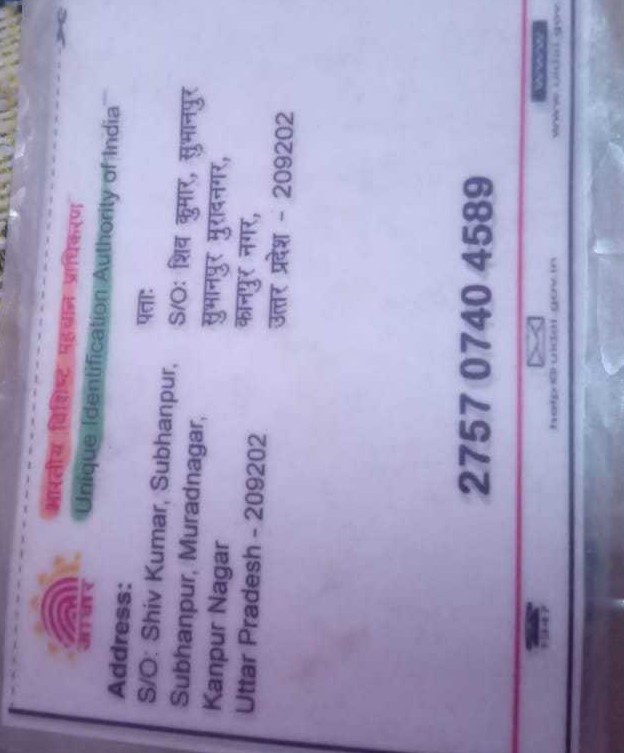 भारतीय विशिष्ट पहचान प्राधिकरण
Unique Identification Authority of India
आधार
Address:
S/O: Shiv Kumar, Subhanpur,
Subhanpur, Muradnagar,
Kanpur Nagar
Uttar Pradesh - 209202
पता:
S/O: शिव कुमार, सुभानपुर
सुभानपुर मुरादनगर,
कानपुर नगर,
उत्तर प्रदेश - 209202
2757 0740 4589
1947
help@uidai.gov.in
WWW
www.uidai.gov.